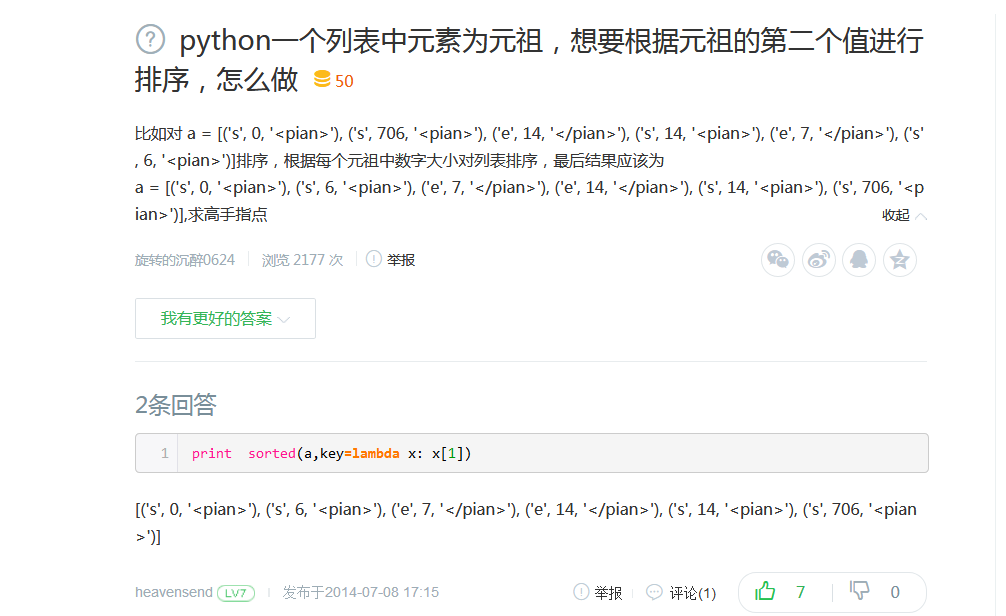 ? python一个列表中元素为元祖，想要根据元祖的第二个值进行
排序，怎么做 50
比如对 a = [('s', 0, '<pian>'), ('s', 706, '<pian>'), ('e', 14, '</pian>'), ('s', 14, '<pian>'), ('e', 7, '</pian>'), ('s'
, 6, '<pian>')]排序，根据每个元祖中数字大小对列表排序，最后结果应该为
a = [('s', 0, '<pian>'), ('s', 6, '<pian>'), ('e', 7, '</pian>'), ('e', 14, '</pian>'), ('s', 14, '<pian>'), ('s', 706, '<p
ian>')],求高手指点 收起
旋转的沉醉0624 浏览 2177 次 举报
我有更好的答案
2条回答
1 print sorted(a,key=lambda x: x[1])
[('s', 0, '<pian>'), ('s', 6, '<pian>'), ('e', 7, '</pian>'), ('e', 14, '</pian>'), ('s', 14, '<pian>'), ('s', 706, '<pian
>')]
heavensend LV7 发布于2014-07-08 17:15 举报 评论(1) 7 0